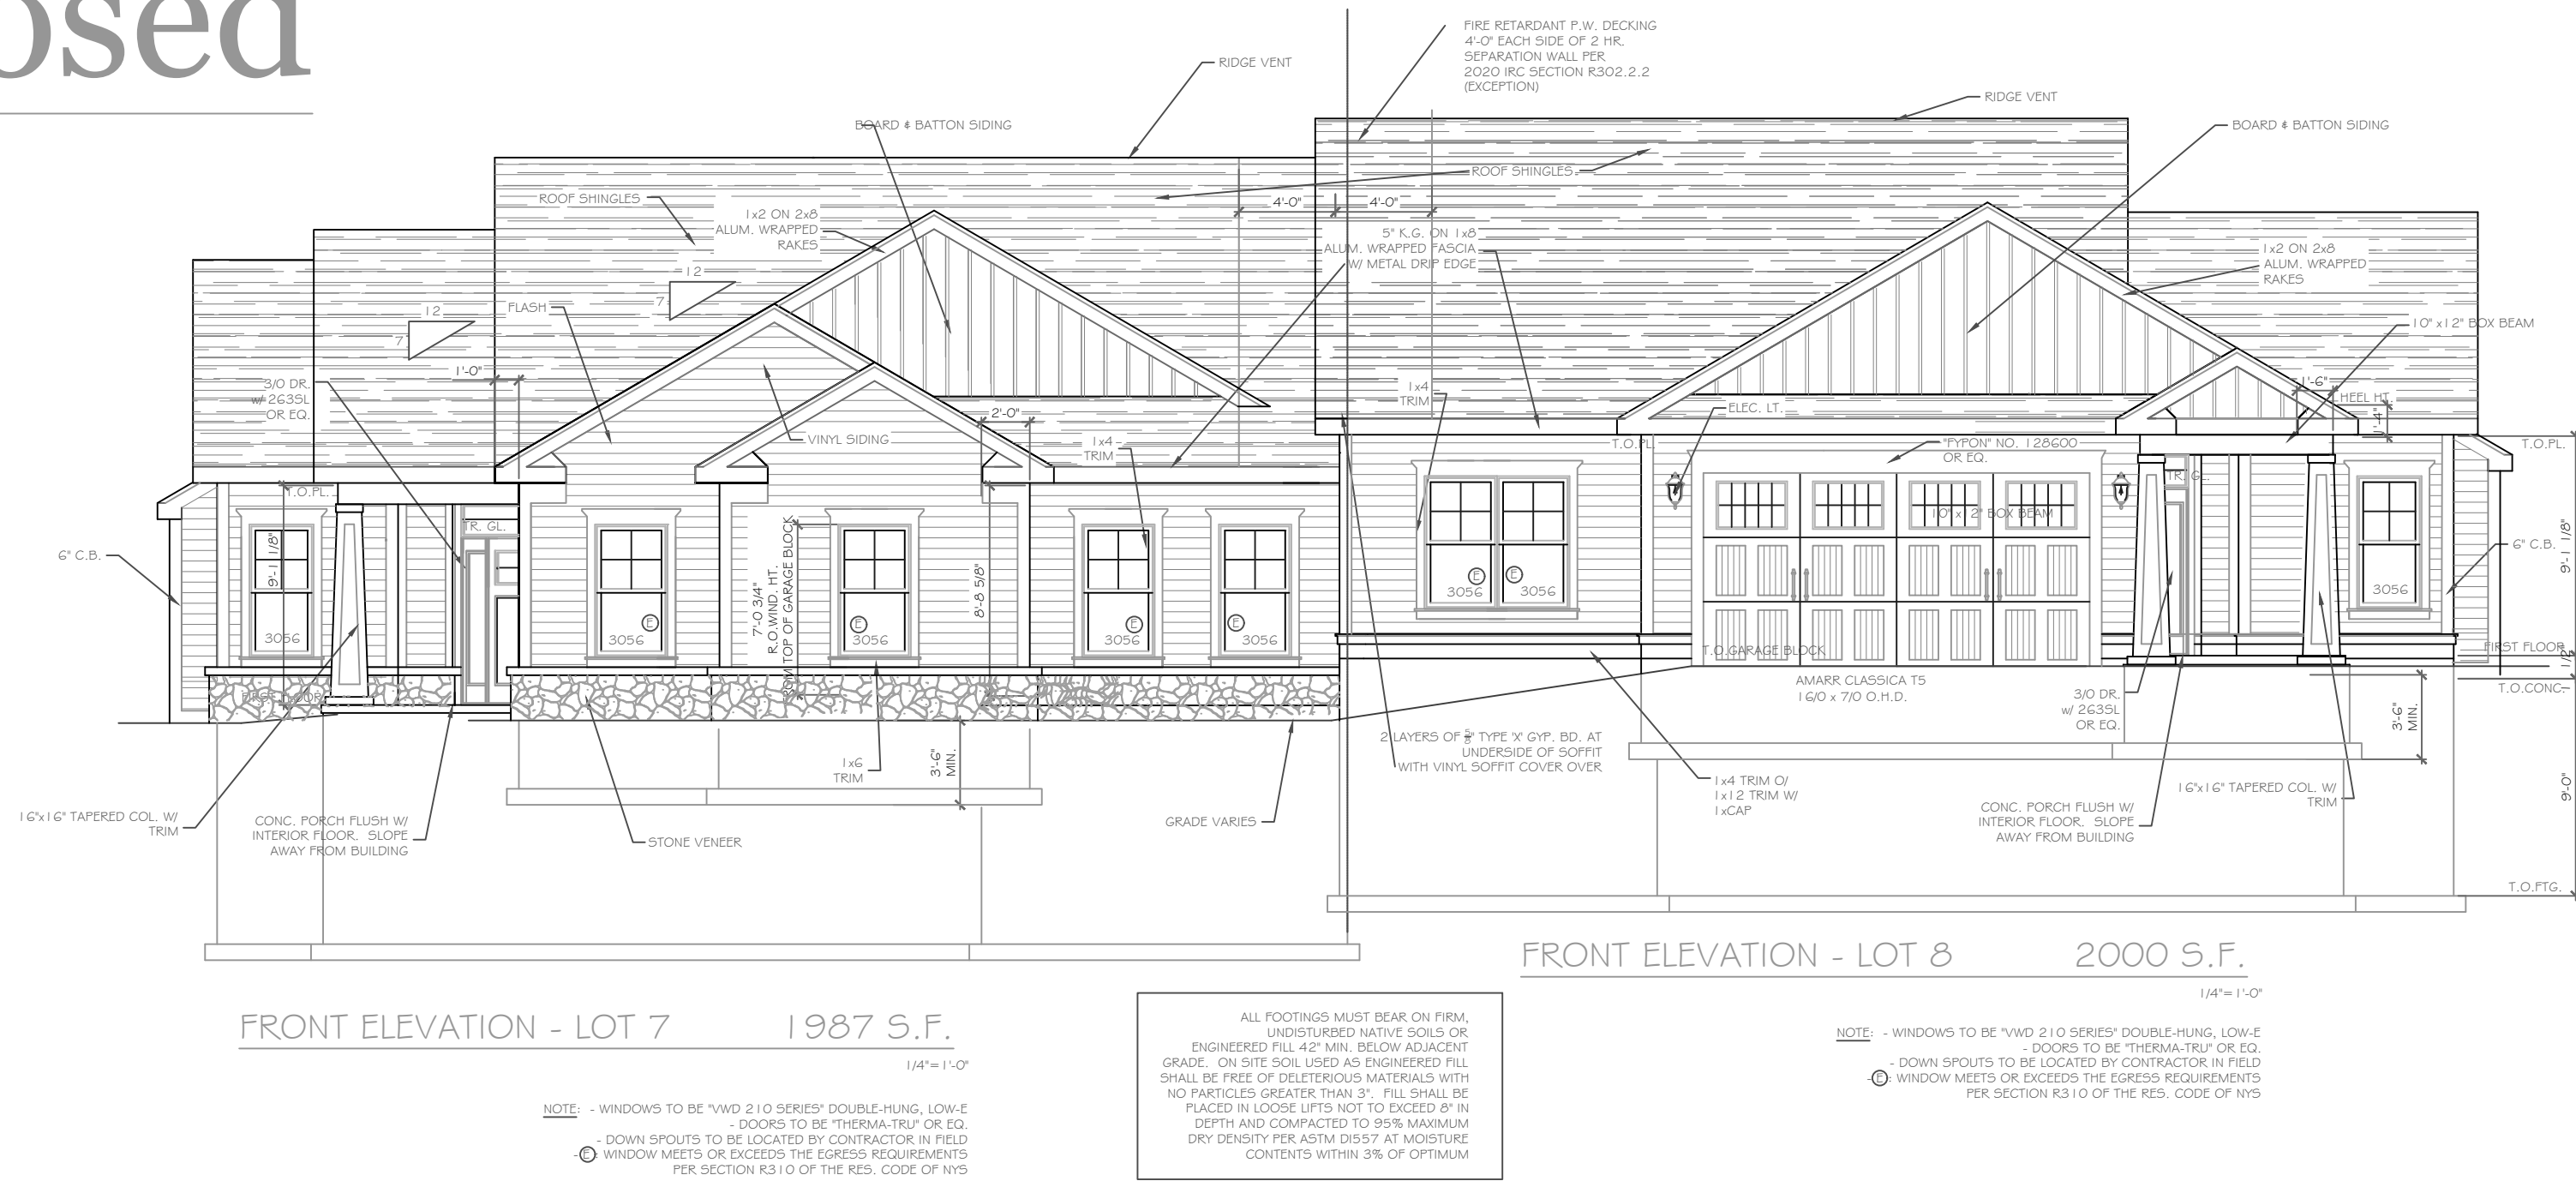 osed
FIRE RETARDANT P.W. DECKING
4'-0" EACH SIDE OF 2 HR.
SEPARATION WALL PER
2020 IRC SECTION R302.2.2
(EXCEPTION)
RIDGE VENT
RIDGE VENT
BOARD & BATTON SIDING
BOARD & BATTON SIDING
ROOF SHINGLES
ROOF SHINGLES
1x2 ON 2x8
ALUM. WRAPPED
RAKES
4'-0"
4'-0"
5" K.G. ON 1x8
ALUM. WRAPPED FASCIA
W/ METAL DRIP EDGE
1x2 ON 2x8
ALUM. WRAPPED
RAKES
12
7
12
7
FLASH
10" x12" BOX BEAM
1'-0"
3/0 DR.
w/ 263SL
OR EQ.
2'-0"
1x4
TRIM
1'-6"
HEEL HT.
1'-4"
ELEC. LT.
VINYL SIDING
1x4
TRIM
T.O.PL.
"FYPON" NO. 128600
OR EQ.
T.O.PL.
T.O.PL.
TR. GL.
TR. GL.
10" x12" BOX BEAM
6" C.B.
6" C.B.
9'-1 1/8"
9'-1 1/8"
7'-0 3/4"
R.O.WIND. HT.
FROM TOP OF GARAGE BLOCK
8'-8 5/8"
3056
E
3056
E
3056
E
3056
E
3056
E
3056
E
3056
3056
FIRST FLOOR
T.O.GARAGE BLOCK
FIRST FLOOR
T.O.CONC.
AMARR CLASSICA T5
16/0 x 7/0 O.H.D.
3/0 DR.
w/ 263SL
OR EQ.
3'-6"
MIN.
3'-6"
MIN.
1x6
TRIM
2 LAYERS OF 5/8" TYPE 'X' GYP. BD. AT
UNDERSIDE OF SOFFIT
WITH VINYL SOFFIT COVER OVER
1x4 TRIM O/
1x12 TRIM W/
1xCAP
16"x16" TAPERED COL. W/
TRIM
9'-0"
16"x16" TAPERED COL. W/
TRIM
CONC. PORCH FLUSH W/
INTERIOR FLOOR. SLOPE
AWAY FROM BUILDING
STONE VENEER
GRADE VARIES
CONC. PORCH FLUSH W/
INTERIOR FLOOR. SLOPE
AWAY FROM BUILDING
T.O.FTG.
FRONT ELEVATION - LOT 8 2000 S.F.
1/4"=1'-0"
FRONT ELEVATION - LOT 7 1987 S.F.
1/4"=1'-0"
ALL FOOTINGS MUST BEAR ON FIRM,
UNDISTURBED NATIVE SOILS OR
ENGINEERED FILL 42" MIN. BELOW ADJACENT
GRADE. ON SITE SOIL USED AS ENGINEERED FILL
SHALL BE FREE OF DELETERIOUS MATERIALS WITH
NO PARTICLES GREATER THAN 3". FILL SHALL BE
PLACED IN LOOSE LIFTS NOT TO EXCEED 8" IN
DEPTH AND COMPACTED TO 95% MAXIMUM
DRY DENSITY PER ASTM D1557 AT MOISTURE
CONTENTS WITHIN 3% OF OPTIMUM
NOTE: - WINDOWS TO BE "VWD 210 SERIES" DOUBLE-HUNG, LOW-E
- DOORS TO BE "THERMA-TRU" OR EQ.
- DOWN SPOUTS TO BE LOCATED BY CONTRACTOR IN FIELD
-E: WINDOW MEETS OR EXCEEDS THE EGRESS REQUIREMENTS
PER SECTION R310 OF THE RES. CODE OF NYS
NOTE: - WINDOWS TO BE "VWD 210 SERIES" DOUBLE-HUNG, LOW-E
- DOORS TO BE "THERMA-TRU" OR EQ.
- DOWN SPOUTS TO BE LOCATED BY CONTRACTOR IN FIELD
-E: WINDOW MEETS OR EXCEEDS THE EGRESS REQUIREMENTS
PER SECTION R310 OF THE RES. CODE OF NYS